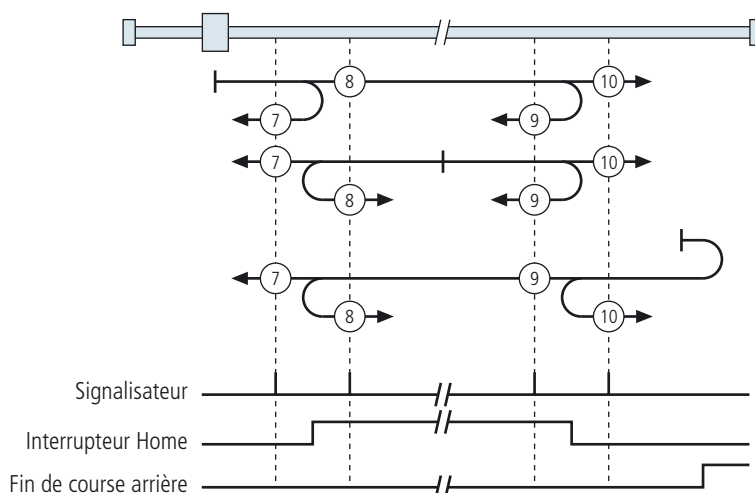 8 10
7 9
7 10
8 9
7 9
8 10
Signalisateur
Interrupteur Home
Fin de course arrière